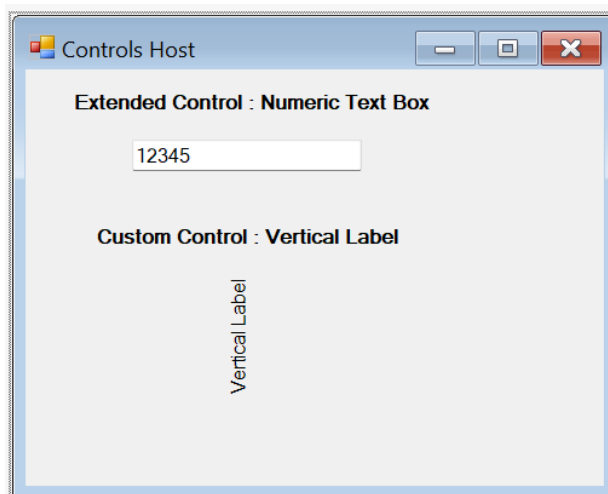 Controls Host
Extended Control : Numeric Text Box
12345
Custom Control : Vertical Label
Vertical Label